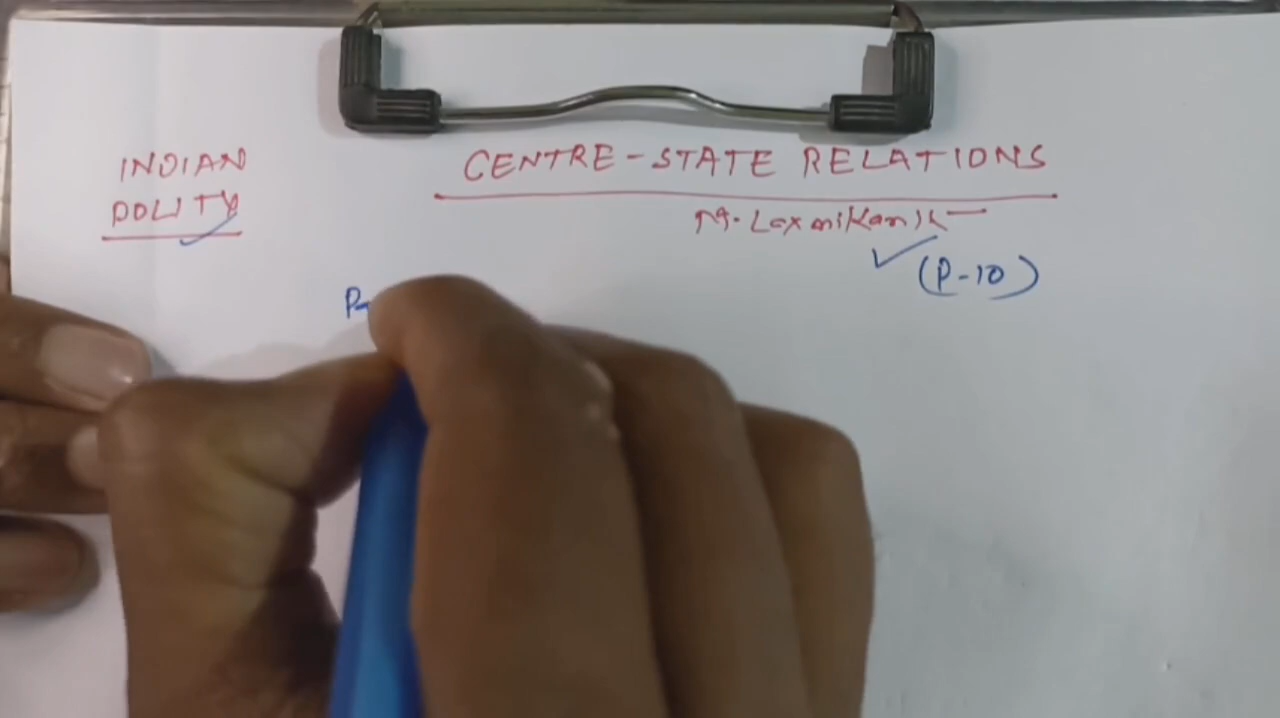 INDIAN
POLITY
CENTRE-STATE RELATIONS
M. Laxmikanth
(P-10)